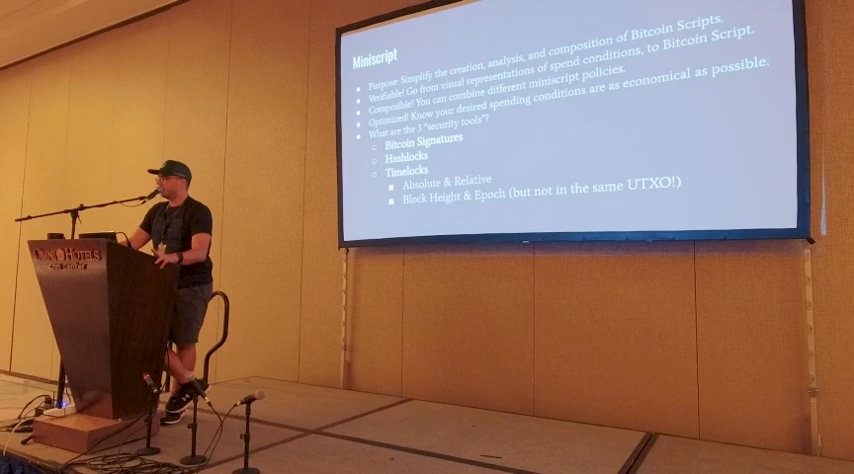 Miniscript
● Purpose: Simplify the creation, analysis, and composition of Bitcoin Scripts.
● Verifiable! Go from visual representations of spend conditions, to Bitcoin Script.
● Composible! You can combine different miniscript policies.
● Optimized! Know your desired spending conditions are as economical as possible.
● What are the 3 "security tools"?
○ Bitcoin Signatures
○ Hashlocks
○ Timelocks
■ Absolute & Relative
■ Block Height & Epoch (but not in the same UTXO!)
OMNI HOTELS